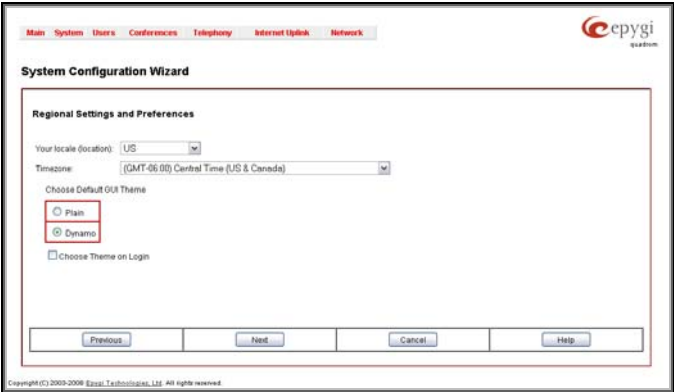 Main System Users Conferences Telephony Internet Uplink Network
epygi
quadrom
System Configuration Wizard
Regional Settings and Preferences
Your locale (location): US
Timezone: (GMT-06:00) Central Time (US & Canada)
Choose Default GUI Theme
Plain
Dynamo
Choose Theme on Login
Previous Next Cancel Help
Copyright (C) 2003-2008 Epygi Technologies, Ltd. All rights reserved.